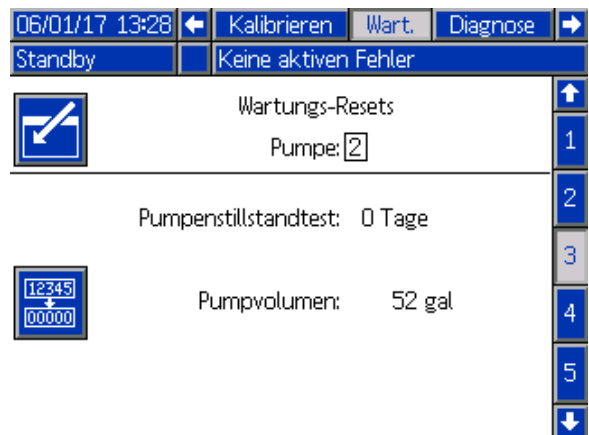 06/01/17 13:28 Kalibrieren Wart. Diagnose
Standby Keine aktiven Fehler
Wartungs-Resets
Pumpe: 2
Pumpenstillstandtest: 0 Tage
12345
00000
Pumpvolumen: 52 gal
1
2
3
4
5